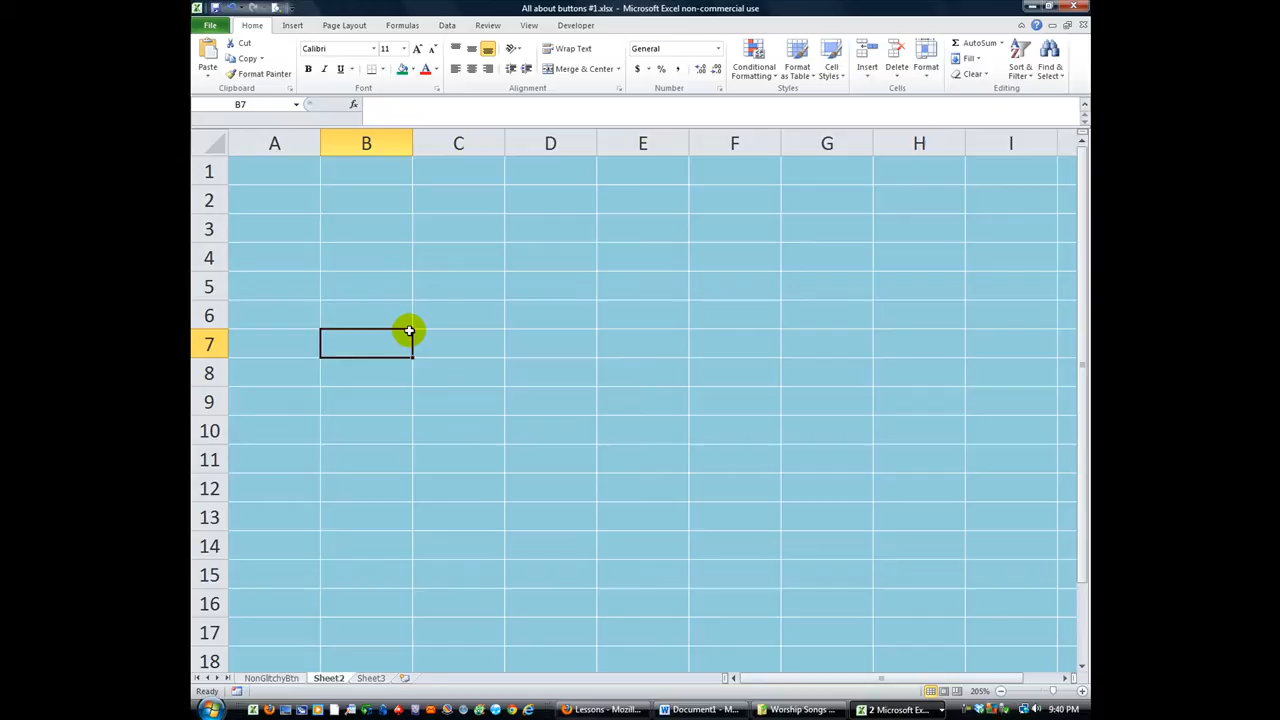 All about buttons #1.xlsx - Microsoft Excel non-commercial use
File Home Insert Page Layout Formulas Data Review View Developer
Paste
Cut
Copy
Format Painter
Clipboard
Calibri 11
B I U
Font
Wrap Text
Merge & Center
Alignment
General
$ % ,
Number
Conditional Formatting
Format as Table
Cell Styles
Styles
Insert Delete Format
Cells
AutoSum
Fill
Clear
Sort & Filter
Find & Select
Editing
B7 fx
A B C D E F G H I
1
2
3
4
5
6
7
8
9
10
11
12
13
14
15
16
17
18
NonGlitchyBtn Sheet2 Sheet3
Ready 205%
Lessons - Mozill... Document1 - M... Worship Songs ... 2 Microsoft Ex... 9:40 PM